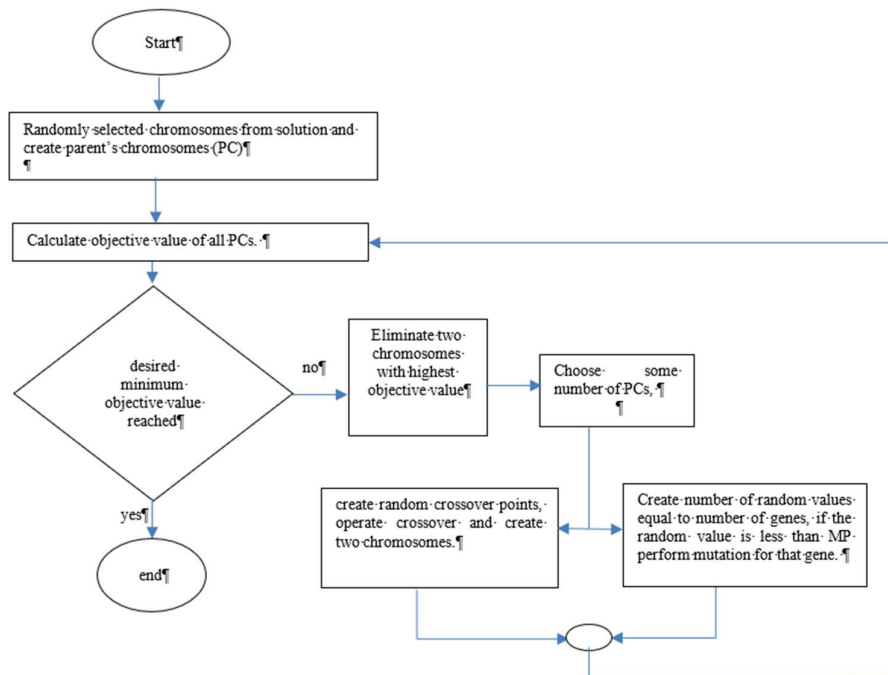 Start¶
Randomly·selected·chromosomes·from·solution·and·
create·parent’s·chromosomes·(PC)¶
¶
Calculate·objective·value·of·all·PCs.·¶
desired·
minimum·
objective·value·
reached¶
no¶
Eliminate·two·
chromosomes·
with·highest·
objective·value¶
Choose· some·
number·of·PCs,·¶
¶
yes¶
end¶
create·random·crossover·points,·
operate·crossover·and·create·
two·chromosomes.¶
Create·number·of·random·values·
equal·to·number·of·genes,·if·the·
random· value· is· less· than· MP·
perform·mutation·for·that·gene.·¶